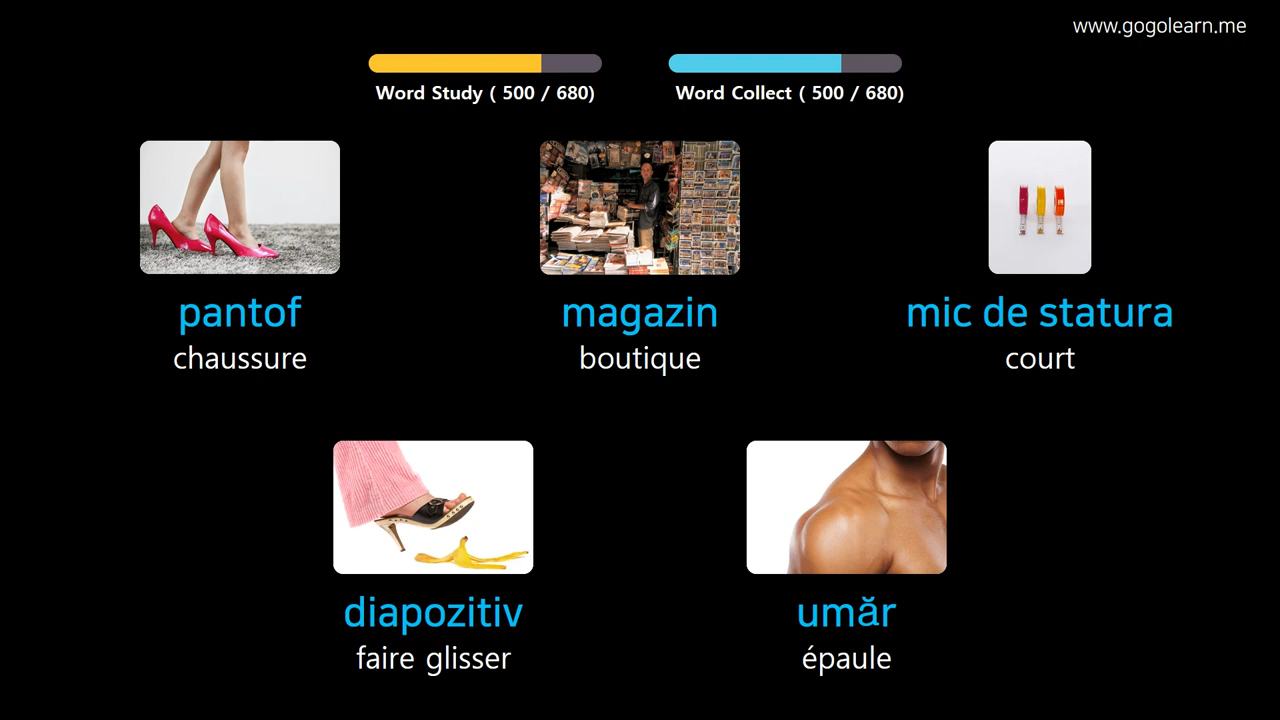 www.gogolearn.me
Word Study ( 500 / 680)
Word Collect ( 500 / 680)
pantof
chaussure
magazin
boutique
mic de statura
court
diapozitiv
faire glisser
umăr
épaule